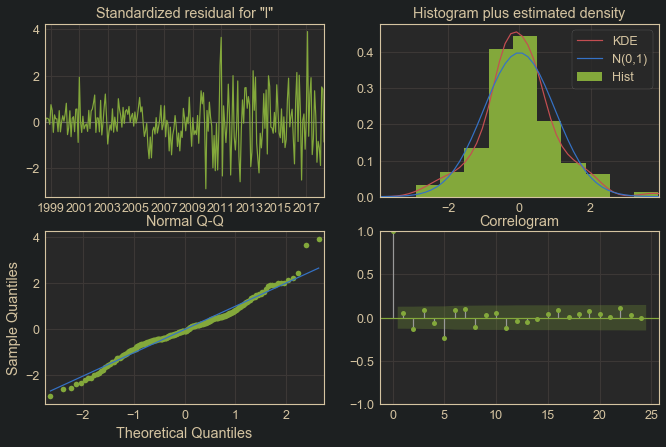 Standardized residual for "I"
4
2
0
−2
1999 2001 2003 2005 2007 2009 2011 2013 2015 2017
Histogram plus estimated density
KDE
N(0,1)
Hist
0.4
0.3
0.2
0.1
0.0
−2 0 2
Normal Q-Q
Sample Quantiles
4
2
0
−2
−2 −1 0 1 2
Theoretical Quantiles
Correlogram
1.0
0.5
0.0
−0.5
−1.0
0 5 10 15 20 25